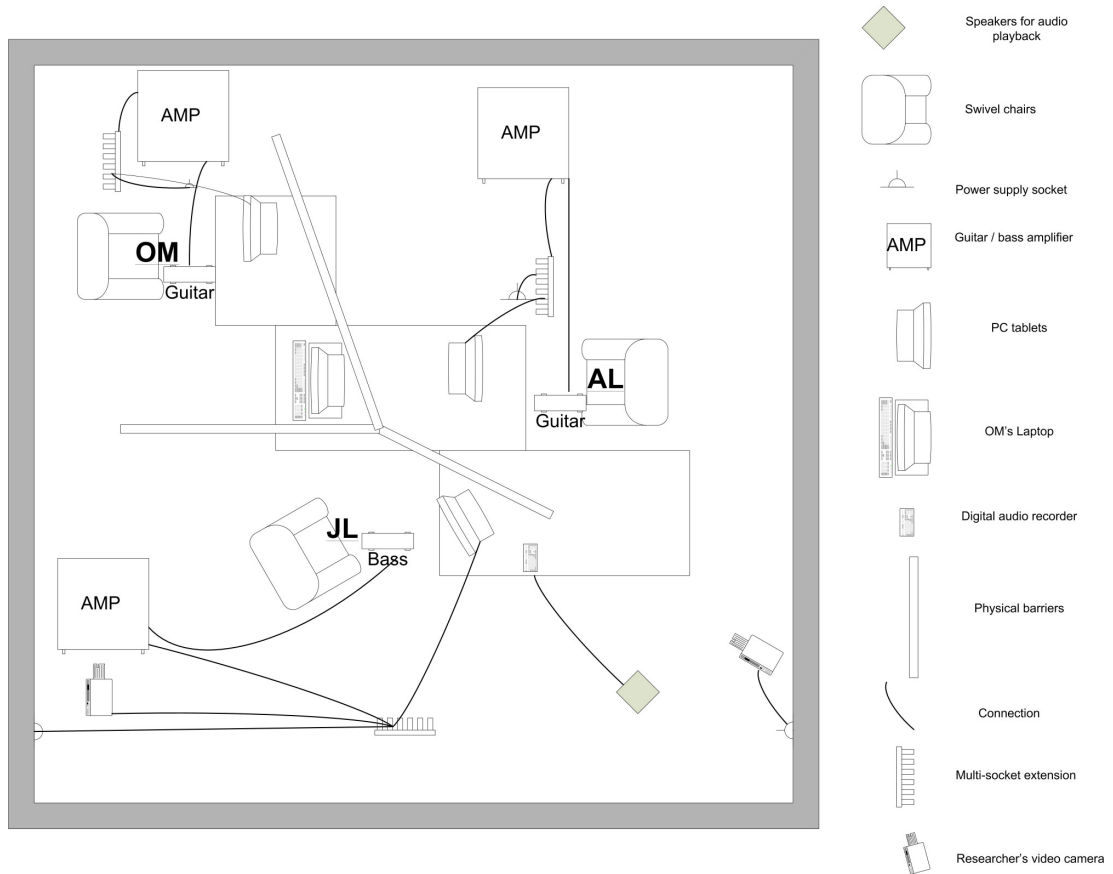 AMP
AMP
OM
Guitar
AL
Guitar
JL
Bass
AMP
Speakers for audio
playback
Swivel chairs
Power supply socket
AMP
Guitar / bass amplifier
PC tablets
OM's Laptop
Digital audio recorder
Physical barriers
Connection
Multi-socket extension
Researcher's video camera